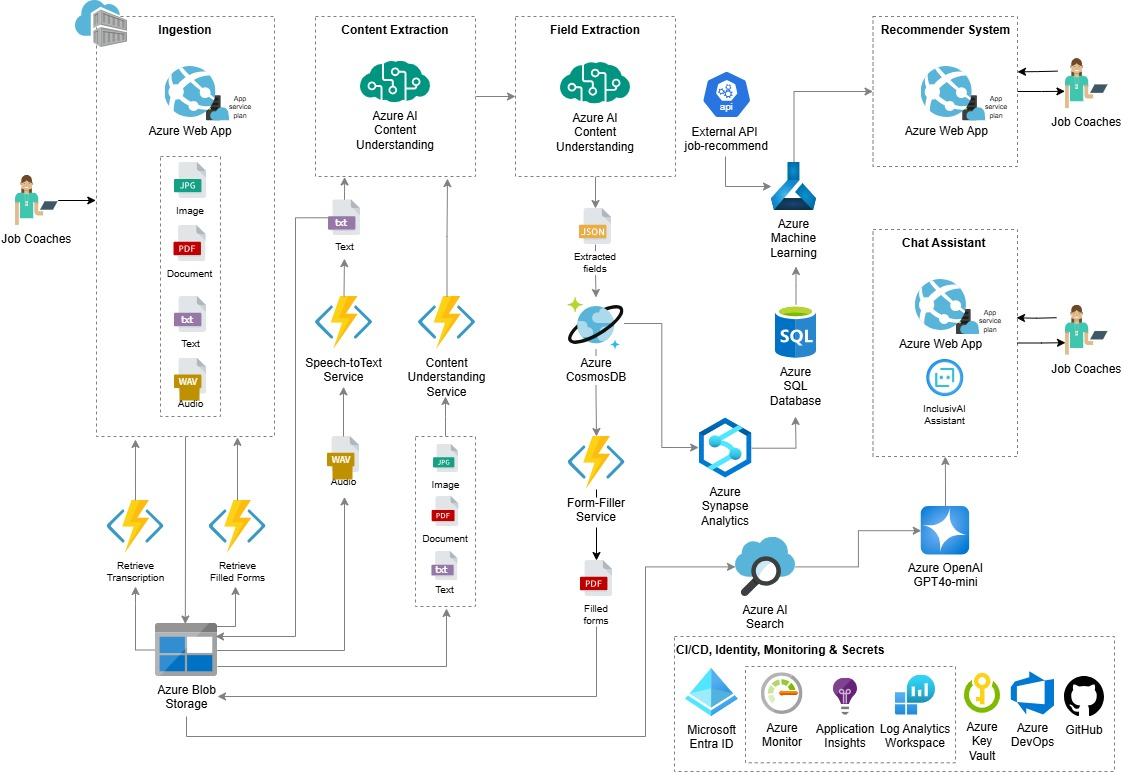 Ingestion
App
service
plan
Azure Web App
JPG
Image
PDF
Document
txt
Text
WAV
Audio
Job Coaches
Retrieve
Transcription
Retrieve
Filled Forms
Azure Blob
Storage
Content Extraction
Azure AI
Content
Understanding
txt
Text
Speech-toText
Service
WAV
Audio
Content
Understanding
Service
JPG
Image
PDF
Document
txt
Text
Field Extraction
Azure AI
Content
Understanding
JSON
Extracted
fields
Azure
CosmosDB
Form-Filler
Service
PDF
Filled
forms
api
External API
job-recommend
Azure
Machine
Learning
SQL
Azure
SQL
Database
Azure
Synapse
Analytics
Azure AI
Search
Recommender System
App
service
plan
Azure Web App
Job Coaches
Chat Assistant
App
service
plan
Azure Web App
InclusivAI
Assistant
Job Coaches
Azure OpenAI
GPT4o-mini
CI/CD, Identity, Monitoring & Secrets
Microsoft
Entra ID
Azure
Monitor
Application
Insights
Log Analytics
Workspace
Azure
Key
Vault
Azure
DevOps
GitHub